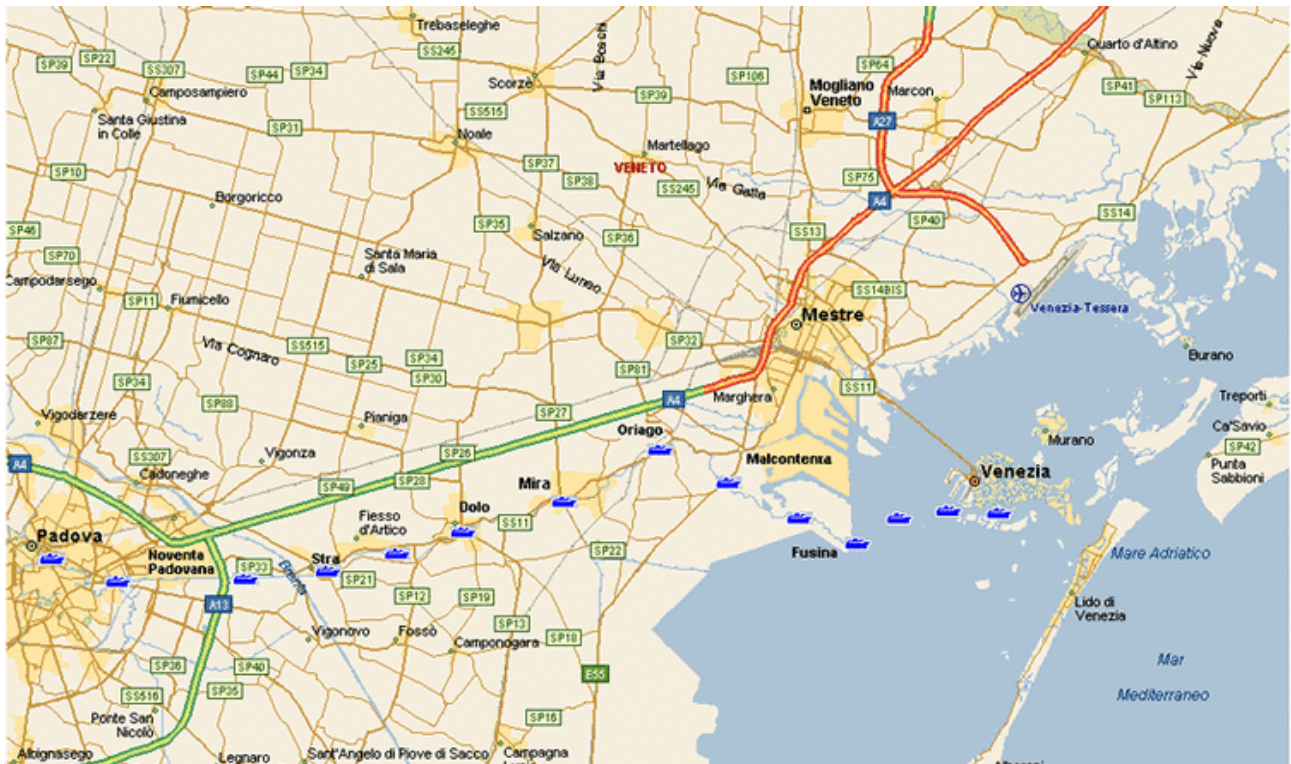 Trebaseleghe
SS245
Via Boschi
SP64
Quarto d'Altino
Via Nuova
SP39
SP22
SS307
SP44
SP34
Scorzè
SP106
Mogliano
Veneto
Marcon
SP41
SP113
Camposampiero
Santa Giustina
in Colle
SP39
SS515
SP31
Noale
A27
Martellago
VENETO
SP37
SP38
SS245
Via Gatta
SP75
SP10
Borgoricco
A4
SP40
SS14
SP46
SP35
Salzano
SP36
SS13
SP70
Santa Maria
di Sala
Via Lunéo
Campodarsego
SP11
Fiumicello
SS14BIS
Venezia-Tessera
Mestre
SP87
Via Cognaro
SS515
SP34
SP25
SP30
SP32
Burano
SP34
SP88
SP81
SS11
Marghera
A4
Treporti
Vigodarzere
Pianiga
SP27
Oriago
Murano
Ca'Savio
SP42
Punta
Sabbioni
SS307
Vigonza
SP26
Malcontenta
Venezia
A4
Cadoneghe
SP49
SP28
Mira
Dolo
Fiesso
d'Artico
SS11
Padova
Noventa
Padovana
SP33
Stra
SP21
SP22
Fusina
Mare Adriatico
Brenta
A13
SP12
SP19
SP13
SP18
Lido di
Venezia
Vigonovo
Fossò
Camponogara
SP36
SP40
E55
Mar
Mediterraneo
SS516
SP35
Ponte San
Nicolò
SP16
Albignasego
Legnaro
Sant'Angelo di Piove di Sacco
Campagna